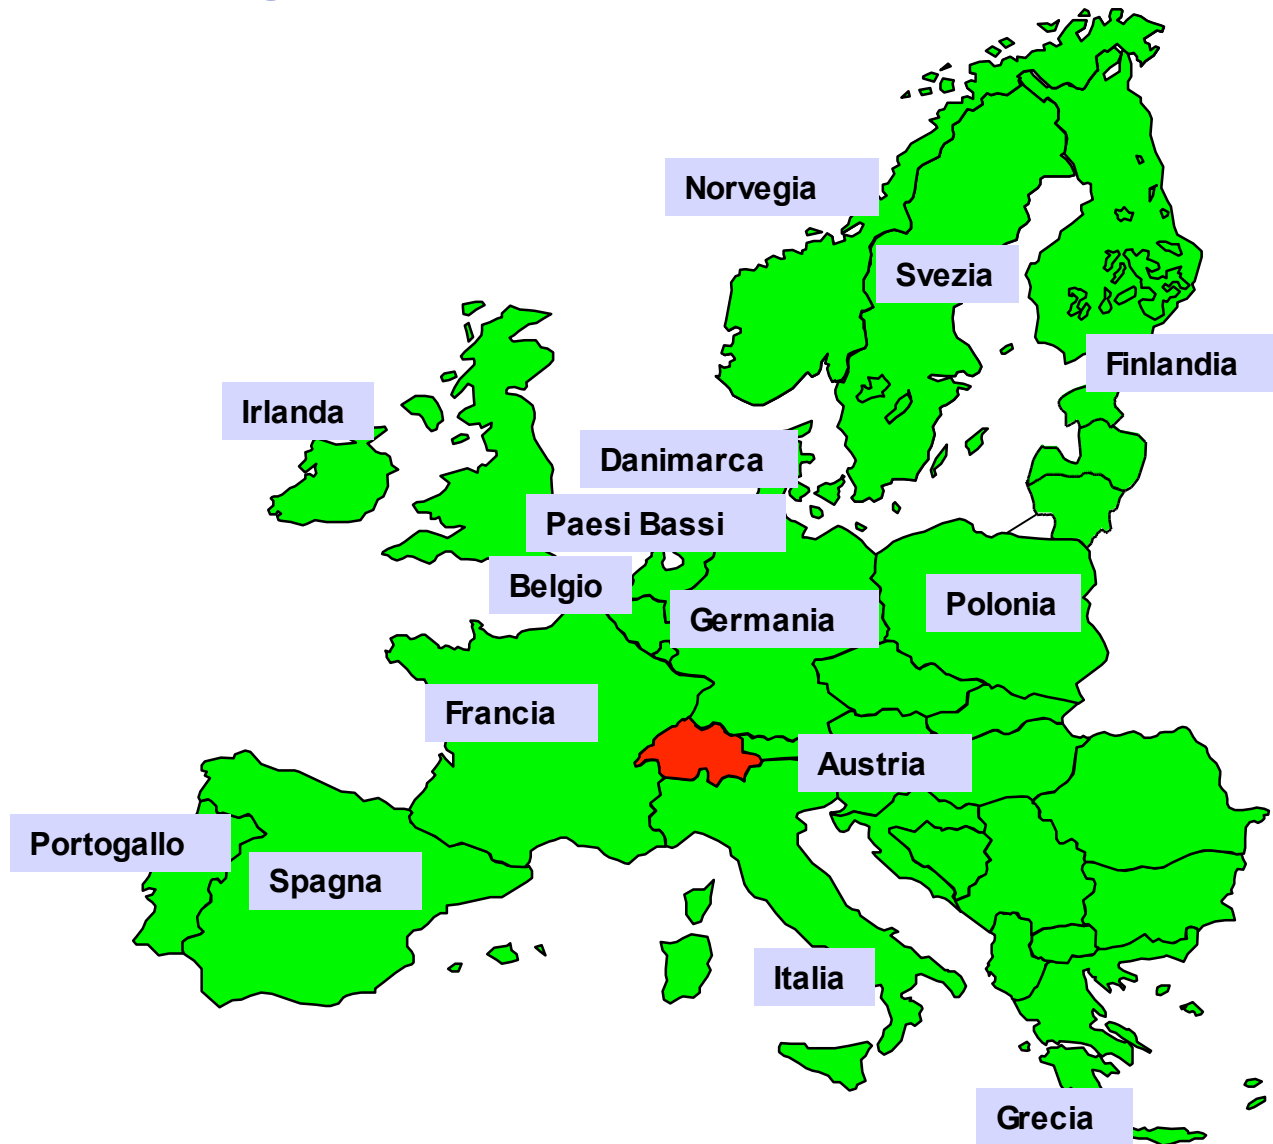 Norvegia
Svezia
Finlandia
Irlanda
Danimarca
Paesi Bassi
Belgio
Polonia
Germania
Francia
Austria
Portogallo
Spagna
Italia
Grecia